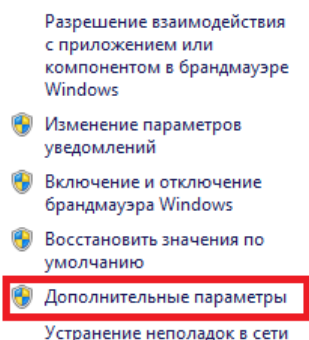 Разрешение взаимодействия
с приложением или
компонентом в брандмауэре
Windows
Изменение параметров
уведомлений
Включение и отключение
брандмауэра Windows
Восстановить значения по
умолчанию
Дополнительные параметры
Устранение неполадок в сети